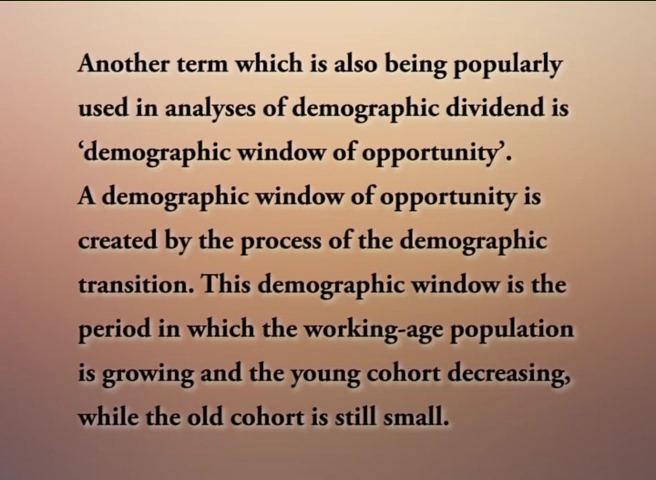 Another term which is also being popularly
used in analyses of demographic dividend is
‘demographic window of opportunity’.
A demographic window of opportunity is
created by the process of the demographic
transition. This demographic window is the
period in which the working-age population
is growing and the young cohort decreasing,
while the old cohort is still small.